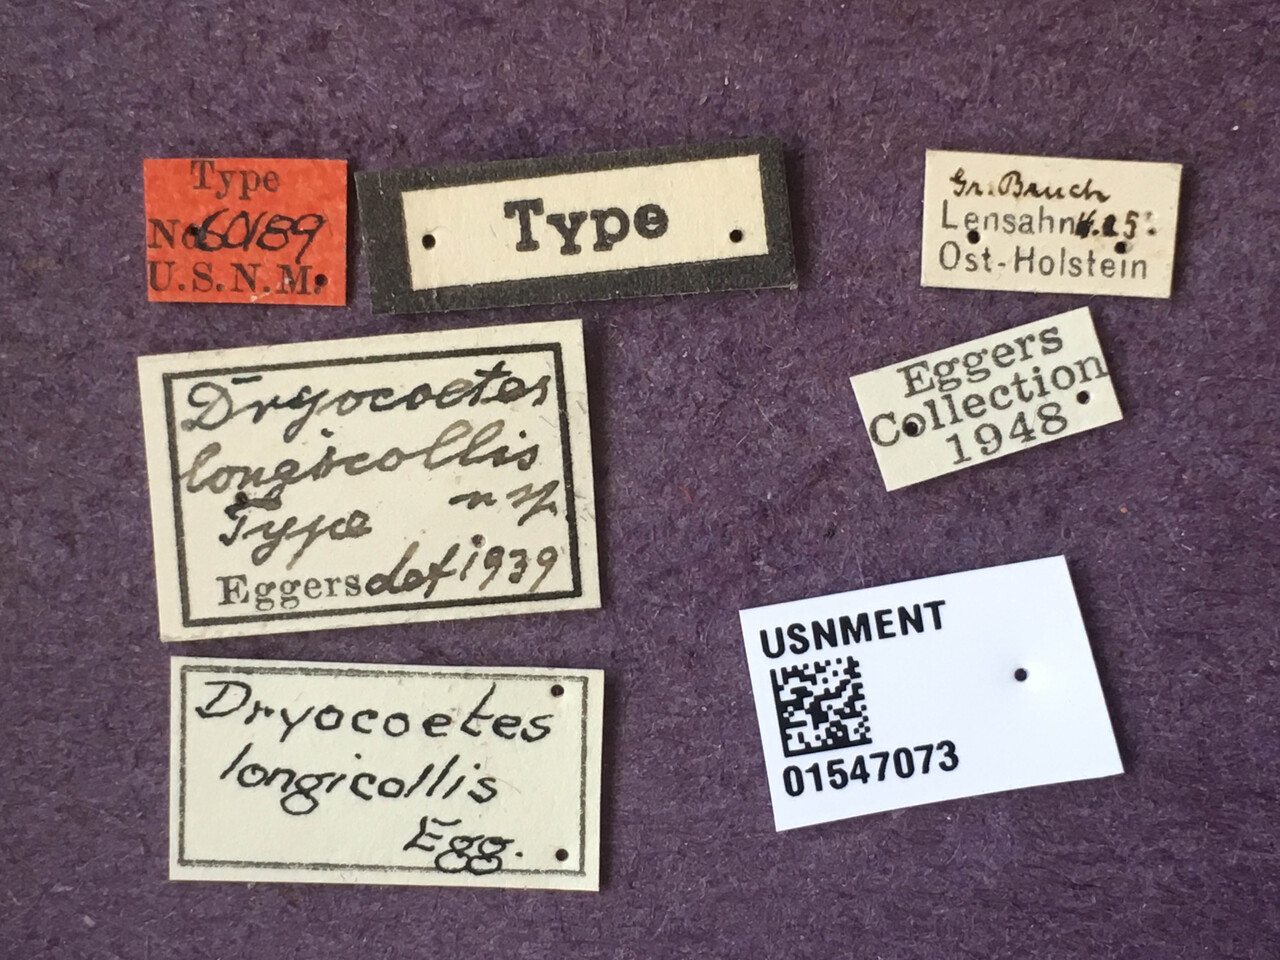 Type
No. 60189
U.S.N.M.
Type
Gr. Bruch
Lensahn
Ost-Holstein
Eggers
Collection
1948
Dryocoetes
longicollis
Type n sp.
Eggers det 1939
Dryocoetes
longicollis
Egg.
USNMENT
01547073